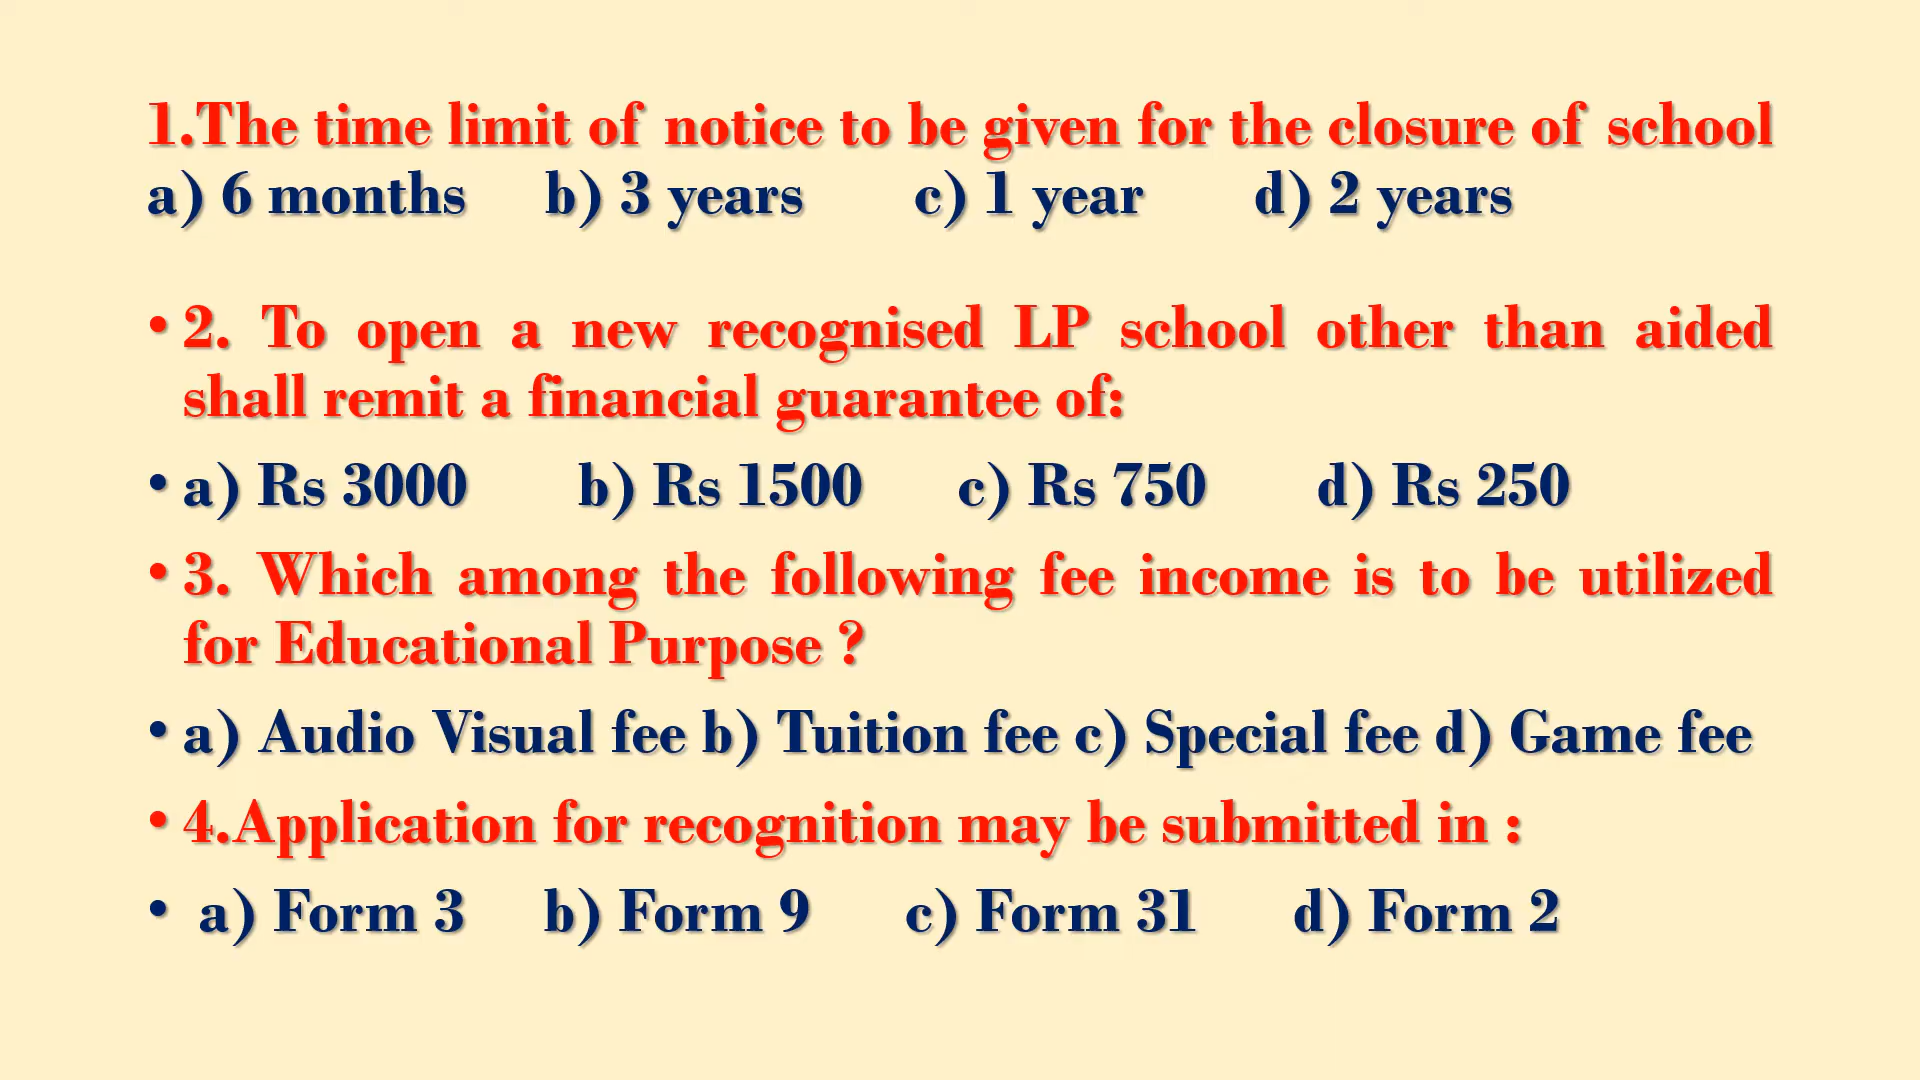 1.The time limit of notice to be given for the closure of school
a) 6 months b) 3 years c) 1 year d) 2 years
• 2. To open a new recognised LP school other than aided
shall remit a financial guarantee of:
• a) Rs 3000 b) Rs 1500 c) Rs 750 d) Rs 250
• 3. Which among the following fee income is to be utilized
for Educational Purpose ?
• a) Audio Visual fee b) Tuition fee c) Special fee d) Game fee
• 4.Application for recognition may be submitted in :
• a) Form 3 b) Form 9 c) Form 31 d) Form 2